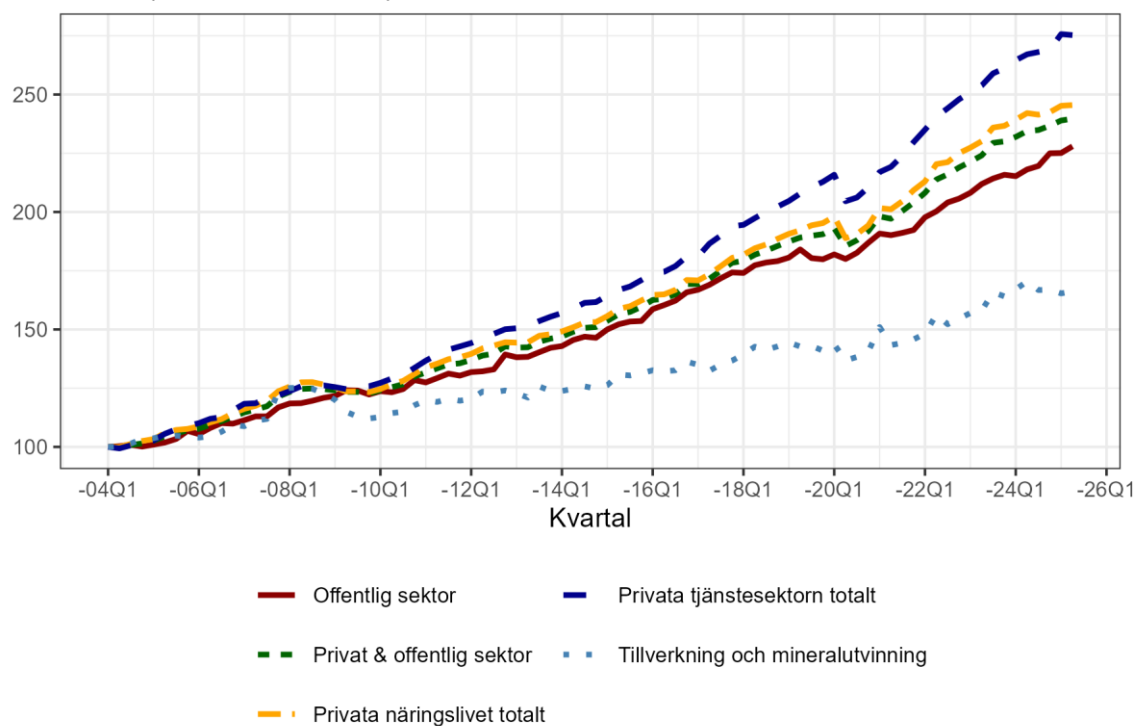 250
200
150
100
-04Q1 -06Q1 -08Q1 -10Q1 -12Q1 -14Q1 -16Q1 -18Q1 -20Q1 -22Q1 -24Q1 -26Q1
Kvartal
Offentlig sektor
Privata tjänstesektorn totalt
Privat & offentlig sektor
Tillverkning och mineralutvinning
Privata näringslivet totalt